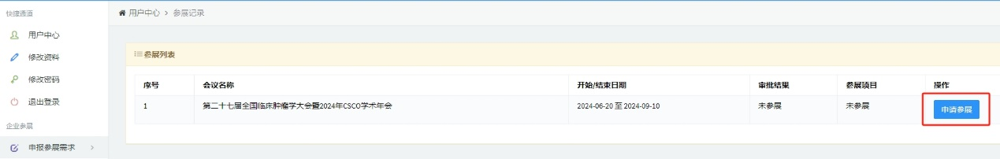 快捷通道
用户中心
修改资料
修改密码
退出登录
企业参展
申报参展需求
用户中心 > 参展记录
参展列表
序号 会议名称 开始/结束日期 审批结果 参展项目 操作
1 第二十七届全国临床肿瘤学大会暨2024年CSCO学术年会 2024-06-20 至 2024-09-10 未参展 未参展 申请参展